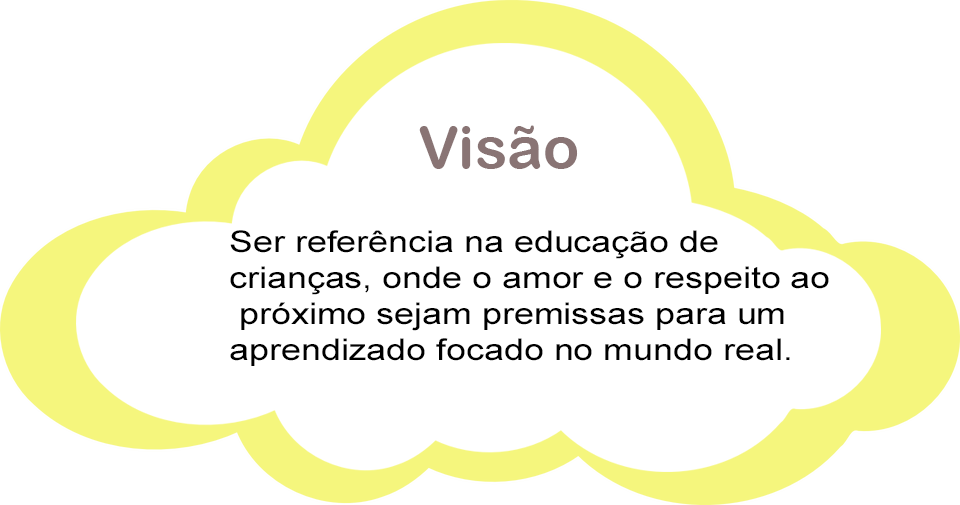 Visão
Ser referência na educação de
crianças, onde o amor e o respeito ao
próximo sejam premissas para um
aprendizado focado no mundo real.